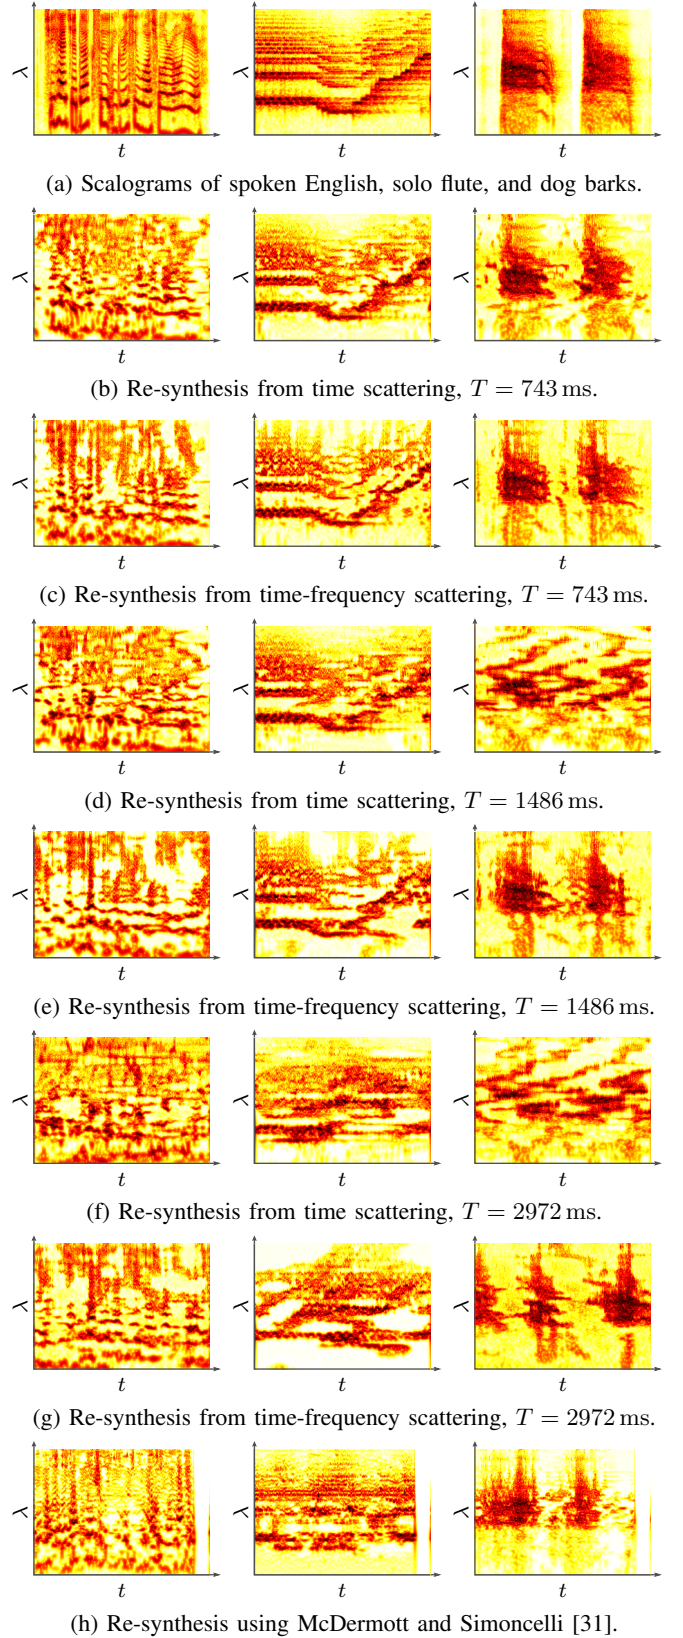 λ λ λ
t t t
(a) Scalograms of spoken English, solo flute, and dog barks.
λ λ λ
t t t
(b) Re-synthesis from time scattering, T = 743 ms.
λ λ λ
t t t
(c) Re-synthesis from time-frequency scattering, T = 743 ms.
λ λ λ
t t t
(d) Re-synthesis from time scattering, T = 1486 ms.
λ λ λ
t t t
(e) Re-synthesis from time-frequency scattering, T = 1486 ms.
λ λ λ
t t t
(f) Re-synthesis from time scattering, T = 2972 ms.
λ λ λ
t t t
(g) Re-synthesis from time-frequency scattering, T = 2972 ms.
λ λ λ
t t t
(h) Re-synthesis using McDermott and Simoncelli [31].